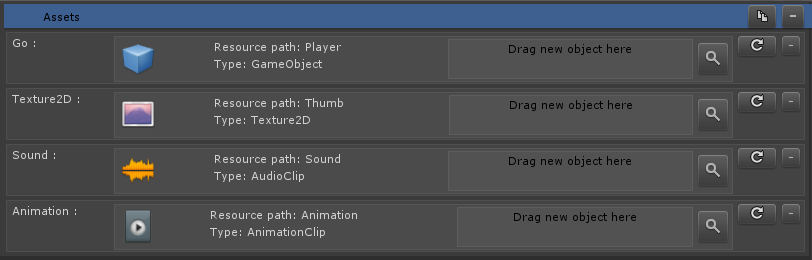 Assets
Go :
Resource path: Player
Type: GameObject
Drag new object here
Texture2D :
Resource path: Thumb
Type: Texture2D
Drag new object here
Sound :
Resource path: Sound
Type: AudioClip
Drag new object here
Animation :
Resource path: Animation
Type: AnimationClip
Drag new object here